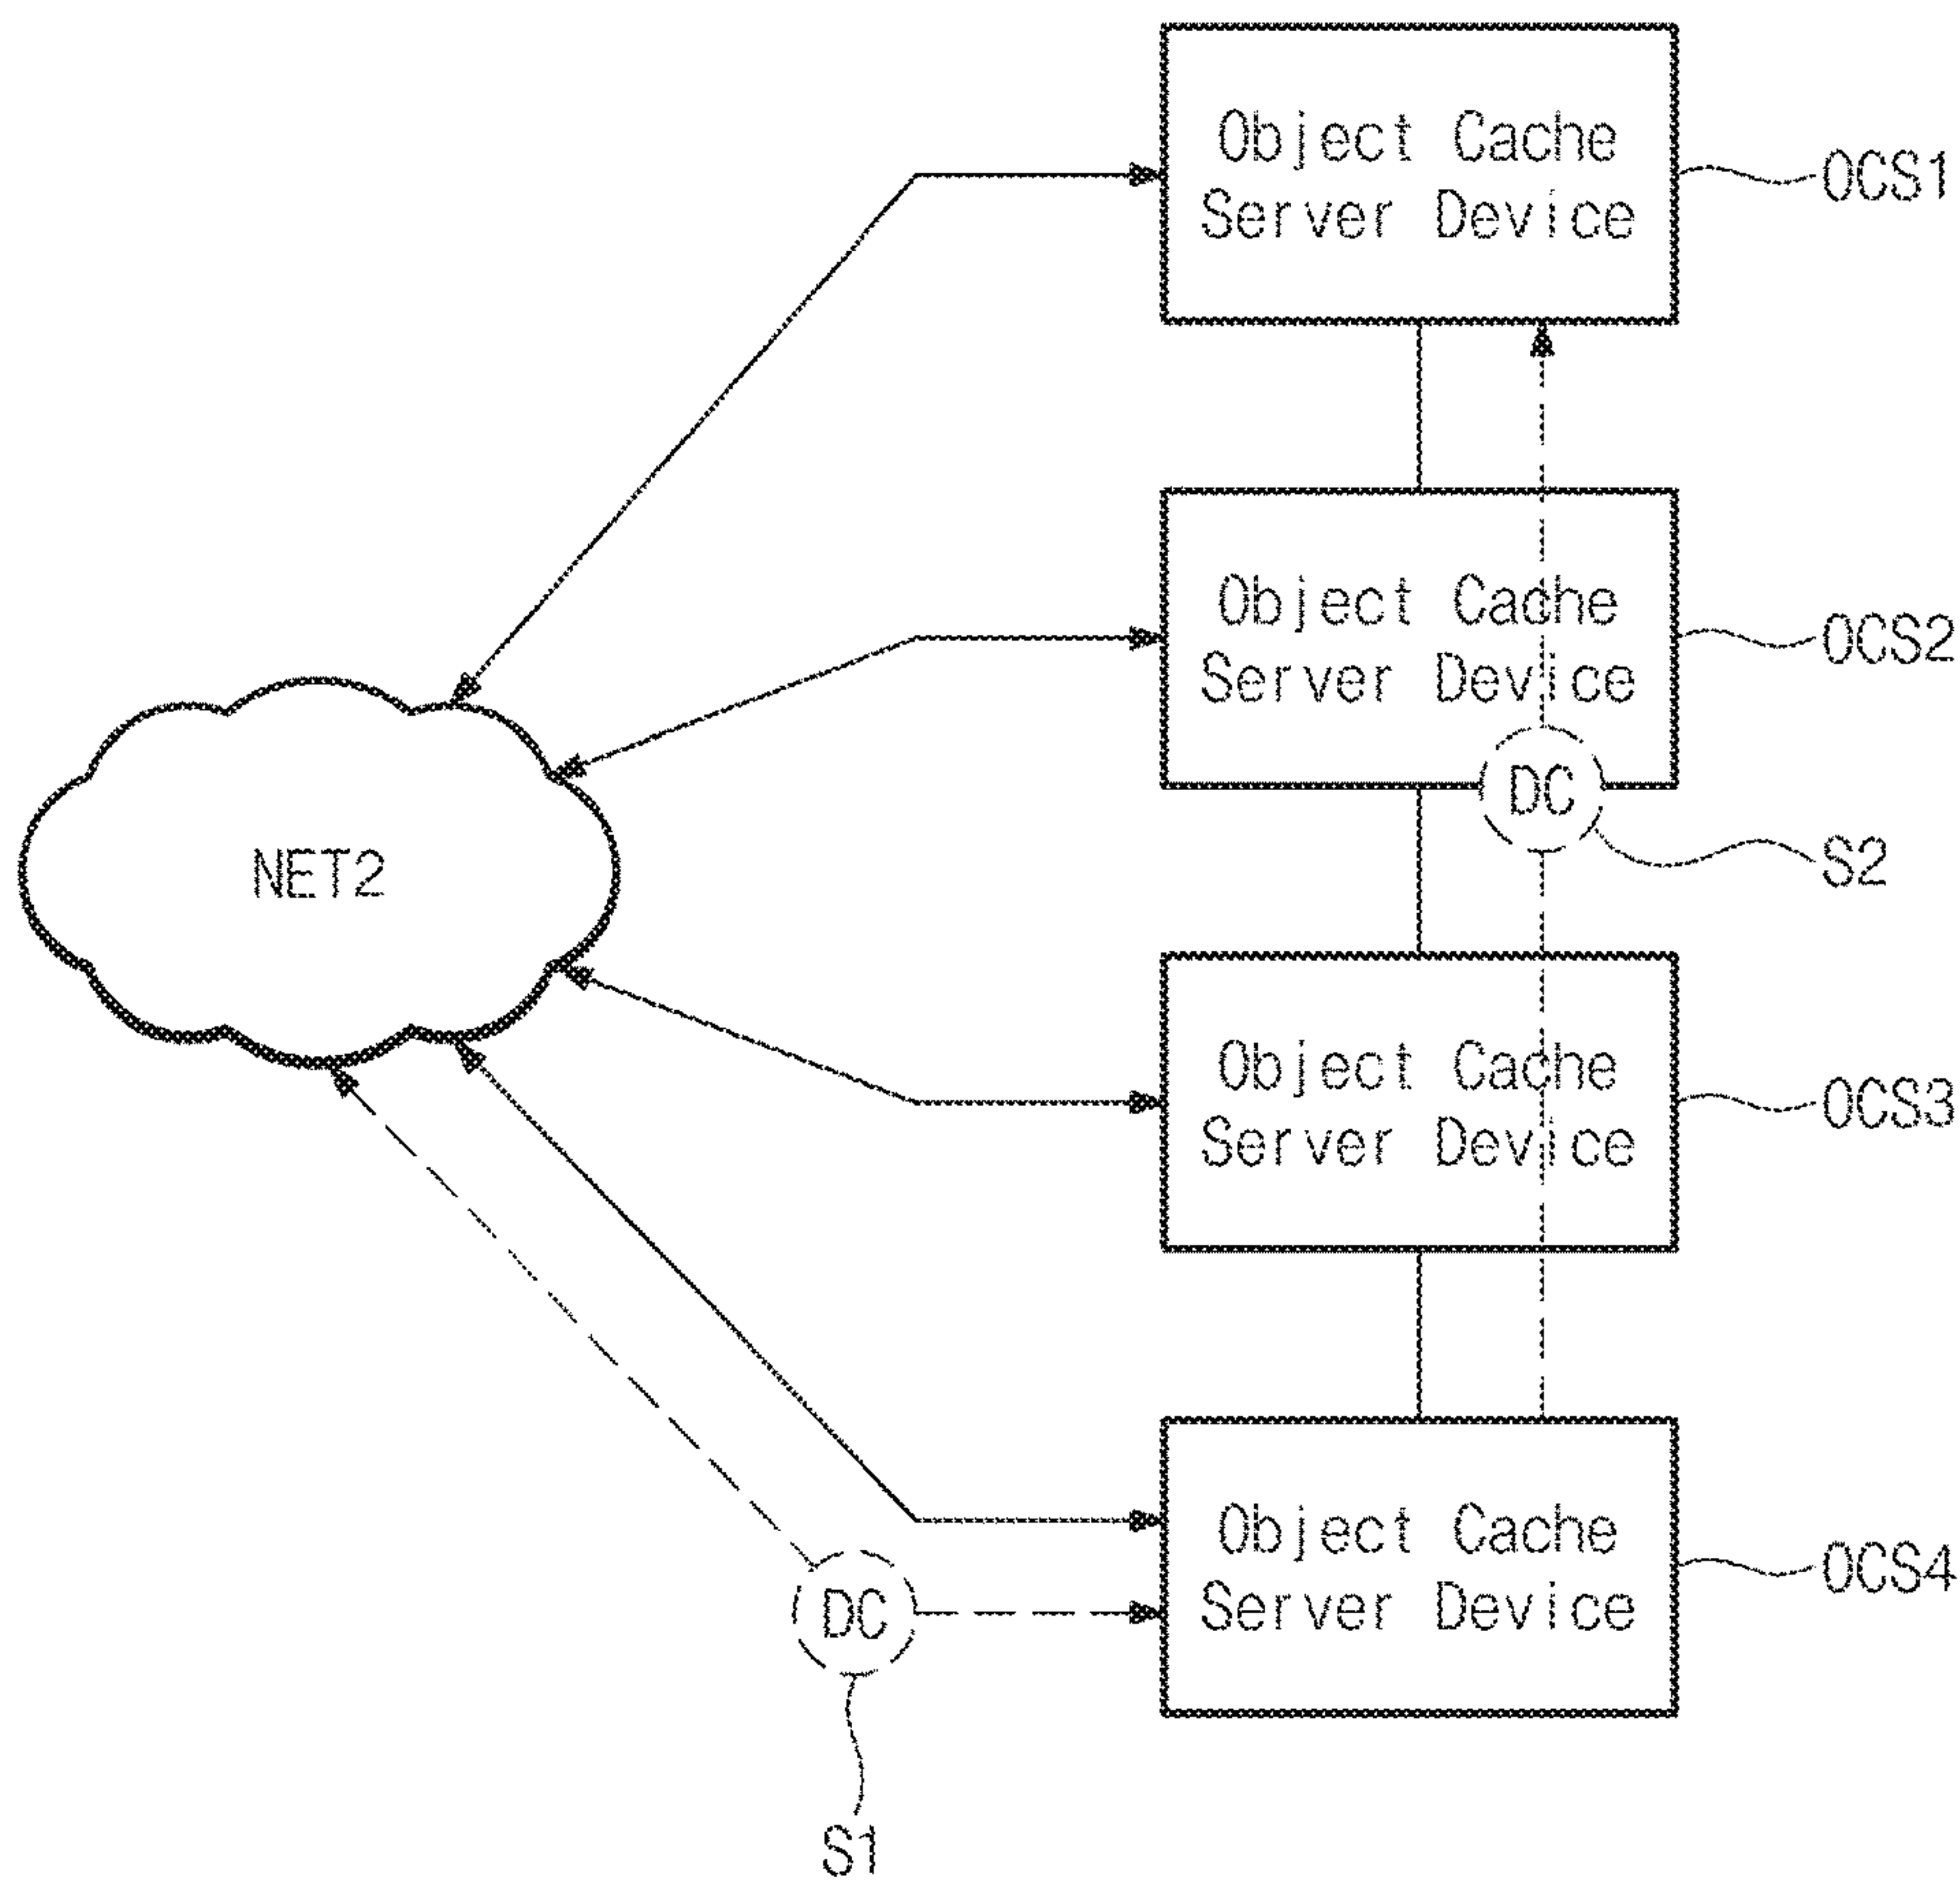 Object Cache
Server Device
OCS1
Object Cache
Server Device
OCS2
DC
S2
NET2
Object Cache
Server Device
OCS3
Object Cache
Server Device
OCS4
DC
S1